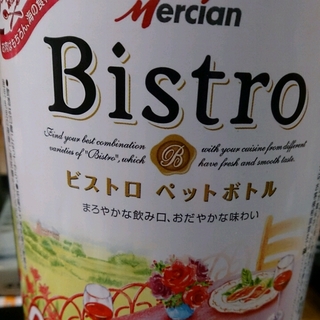 Mercian
Bistro
Find your best combination with your cuisine from different
varieties of "Bistro", which B have fresh and smooth taste.
ビストロ ペットボトル
まろやかな飲み口、おだやかな味わい